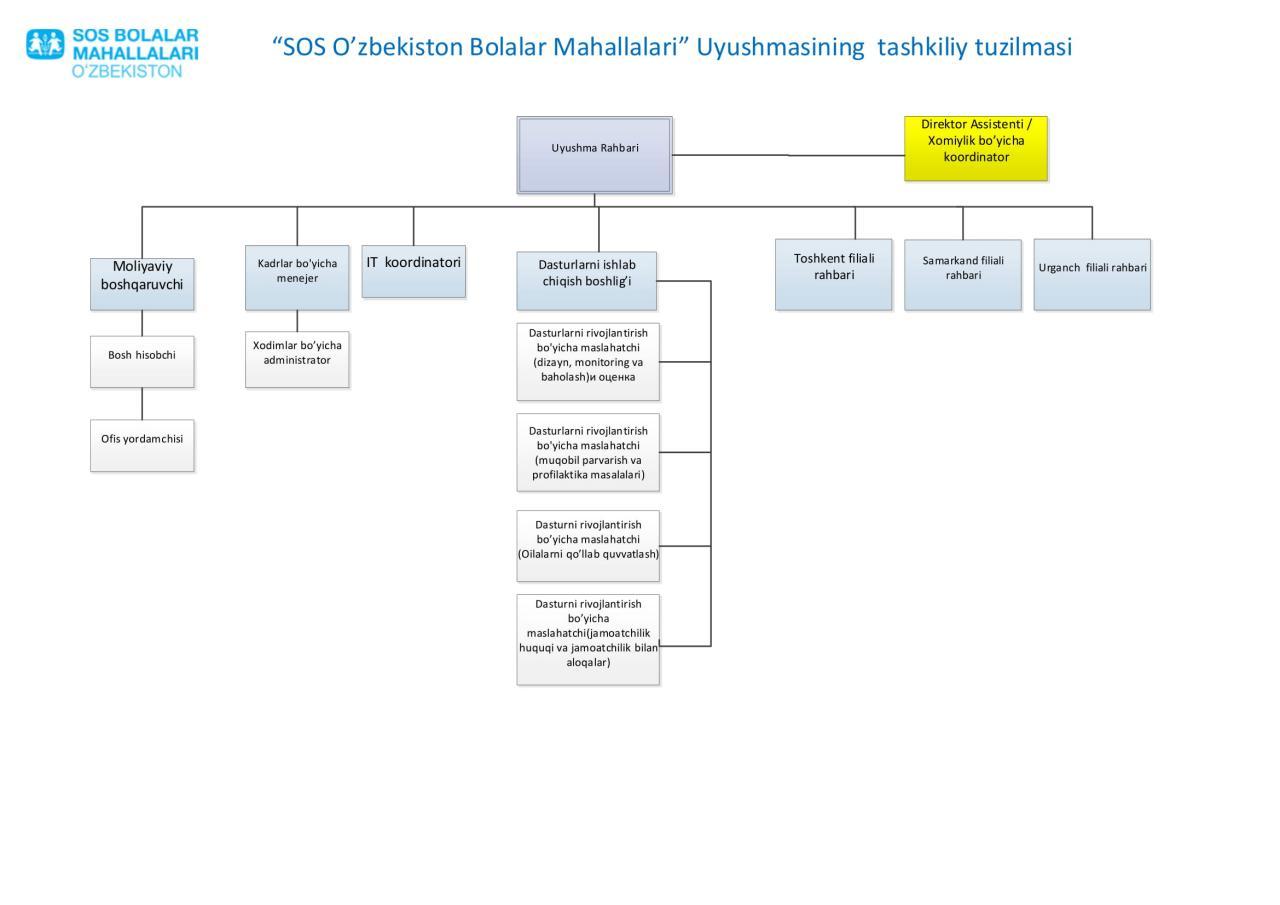 SOS BOLALAR
MAHALLALARI
O‘ZBEKISTON
“SOS O’zbekiston Bolalar Mahallalari” Uyushmasining tashkiliy tuzilmasi
Uyushma Rahbari
Direktor Assistenti /
Xomiylik bo’yicha
koordinator
Moliyaviy
boshqaruvchi
Kadrlar bo'yicha
menejer
IT koordinatori
Dasturlarni ishlab
chiqish boshlig’i
Toshkent filiali
rahbari
Samarkand filiali
rahbari
Urganch filiali rahbari
Bosh hisobchi
Xodimlar bo’yicha
administrator
Ofis yordamchisi
Dasturlarni rivojlantirish
bo'yicha maslahatchi
(dizayn, monitoring va
baholash)и оценка
Dasturlarni rivojlantirish
bo'yicha maslahatchi
(muqobil parvarish va
profilaktika masalalari)
Dasturni rivojlantirish
bo’yicha maslahatchi
(Oilalarni qo’llab quvvatlash)
Dasturni rivojlantirish
bo’yicha
maslahatchi(jamoatchilik
huquqi va jamoatchilik bilan
aloqalar)